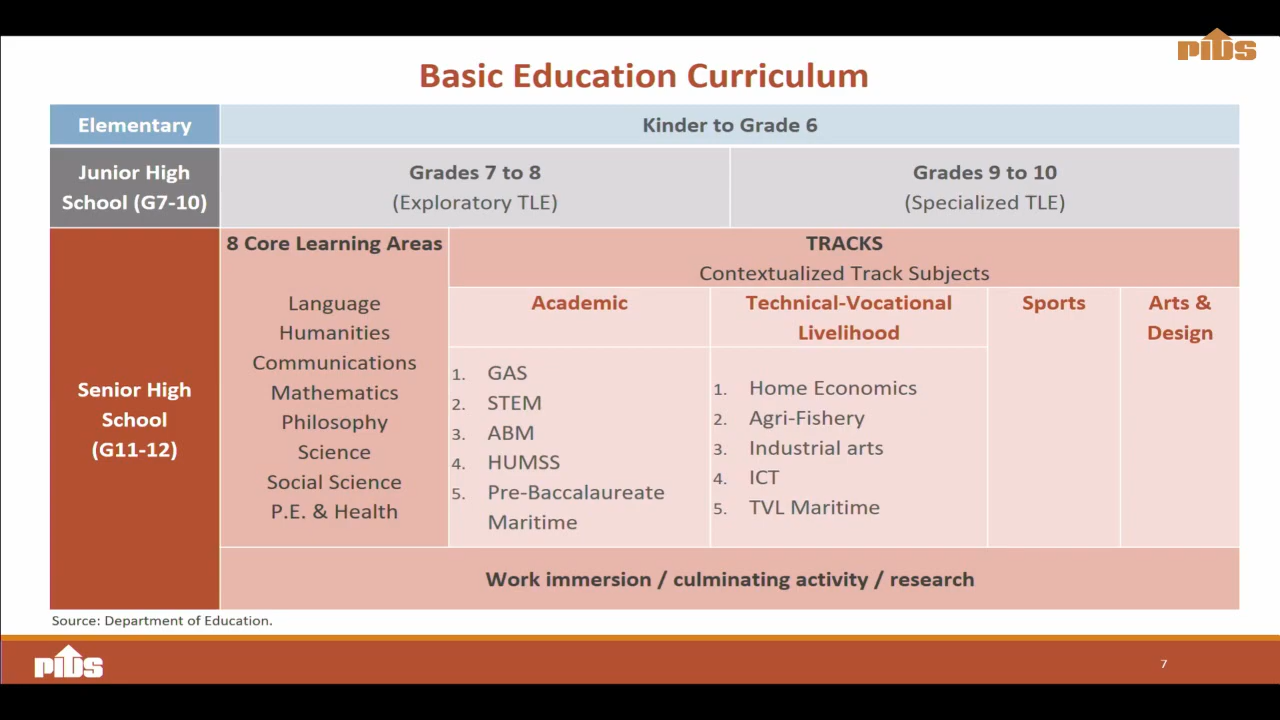 PIDS
Basic Education Curriculum
Elementary
Kinder to Grade 6
Junior High
School (G7-10)
Grades 7 to 8
(Exploratory TLE)
Grades 9 to 10
(Specialized TLE)
Senior High
School
(G11-12)
8 Core Learning Areas
Language
Humanities
Communications
Mathematics
Philosophy
Science
Social Science
P.E. & Health
TRACKS
Contextualized Track Subjects
Academic
1. GAS
2. STEM
3. ABM
4. HUMSS
5. Pre-Baccalaureate
Maritime
Technical-Vocational
Livelihood
1. Home Economics
2. Agri-Fishery
3. Industrial arts
4. ICT
5. TVL Maritime
Sports
Arts &
Design
Work immersion / culminating activity / research
Source: Department of Education.
PIDS
7